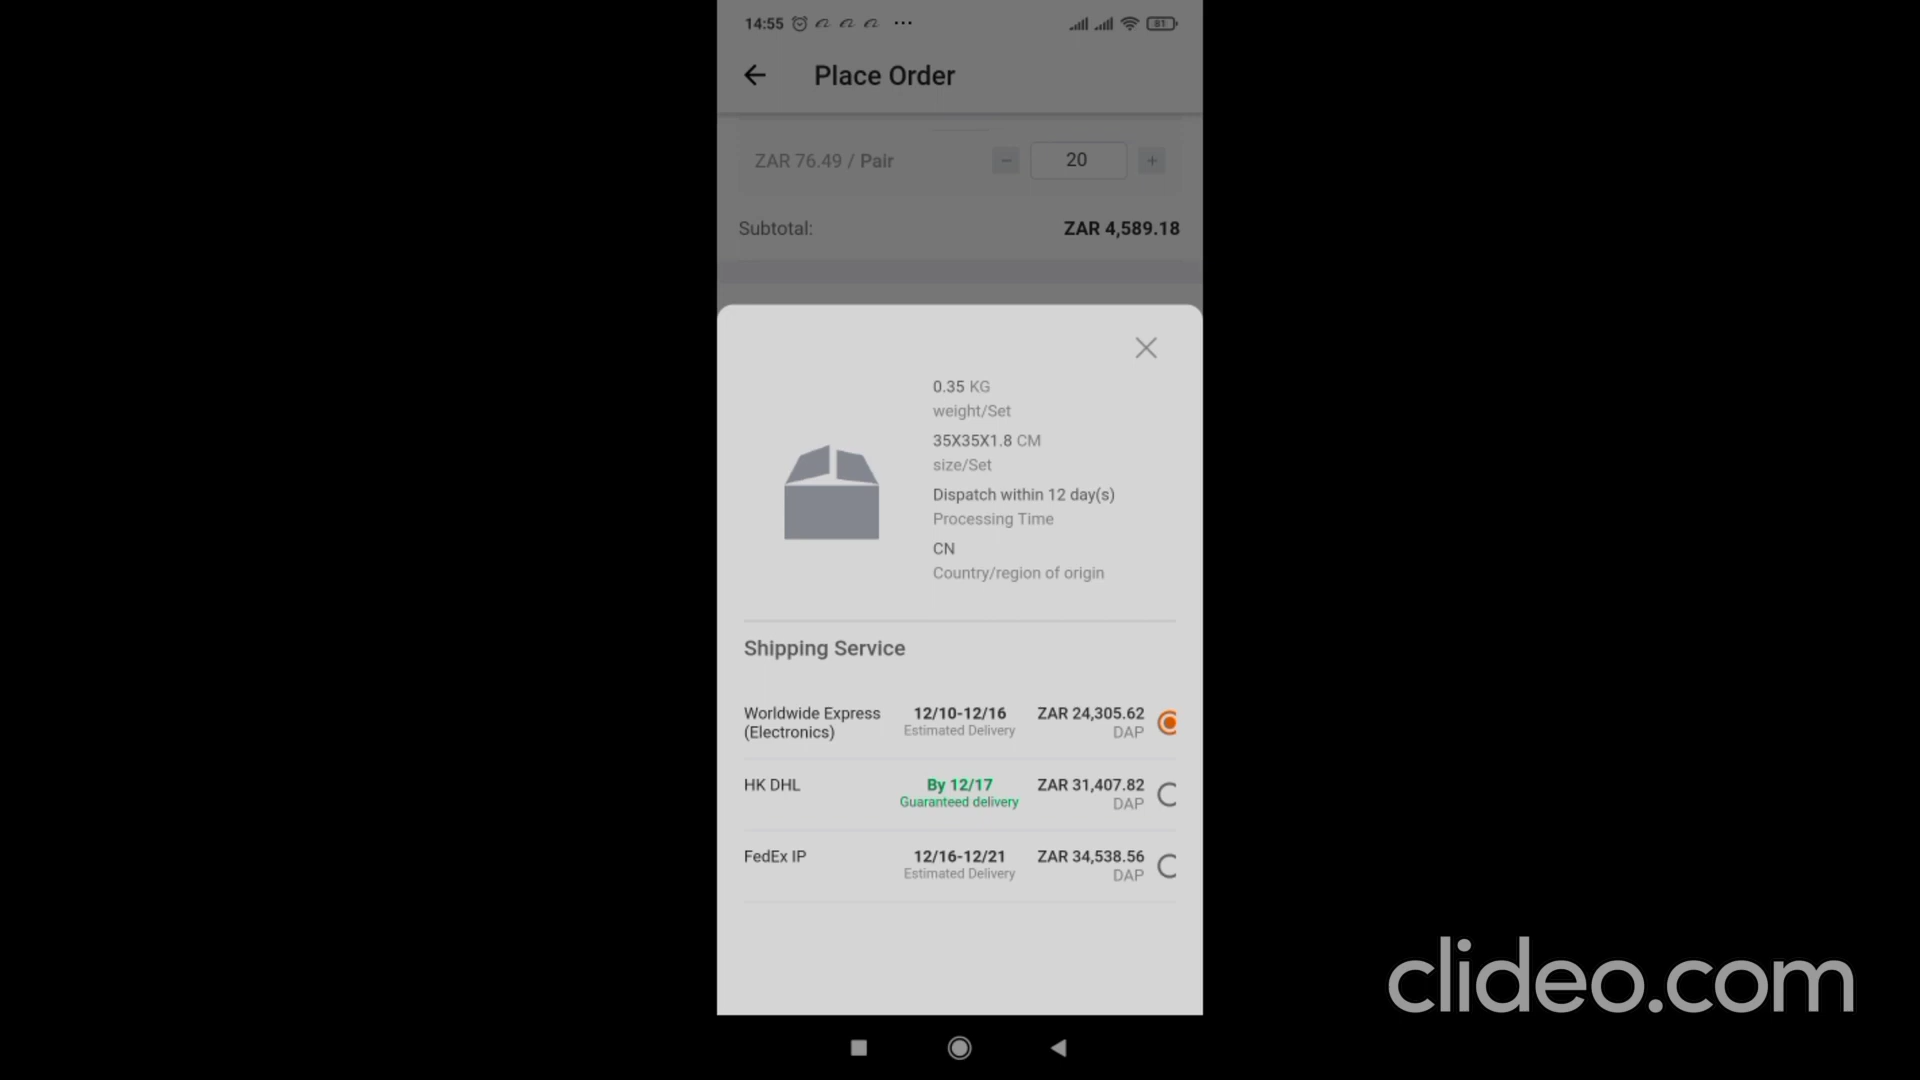 14:55
81
Place Order
ZAR 76.49 / Pair
20
Subtotal:
ZAR 4,589.18
0.35 KG
weight/Set
35X35X1.8 CM
size/Set
Dispatch within 12 day(s)
Processing Time
CN
Country/region of origin
Shipping Service
Worldwide Express 12/10-12/16 ZAR 24,305.62
(Electronics) Estimated Delivery DAP
HK DHL By 12/17 ZAR 31,407.82
Guaranteed delivery DAP
FedEx IP 12/16-12/21 ZAR 34,538.56
Estimated Delivery DAP
clideo.com